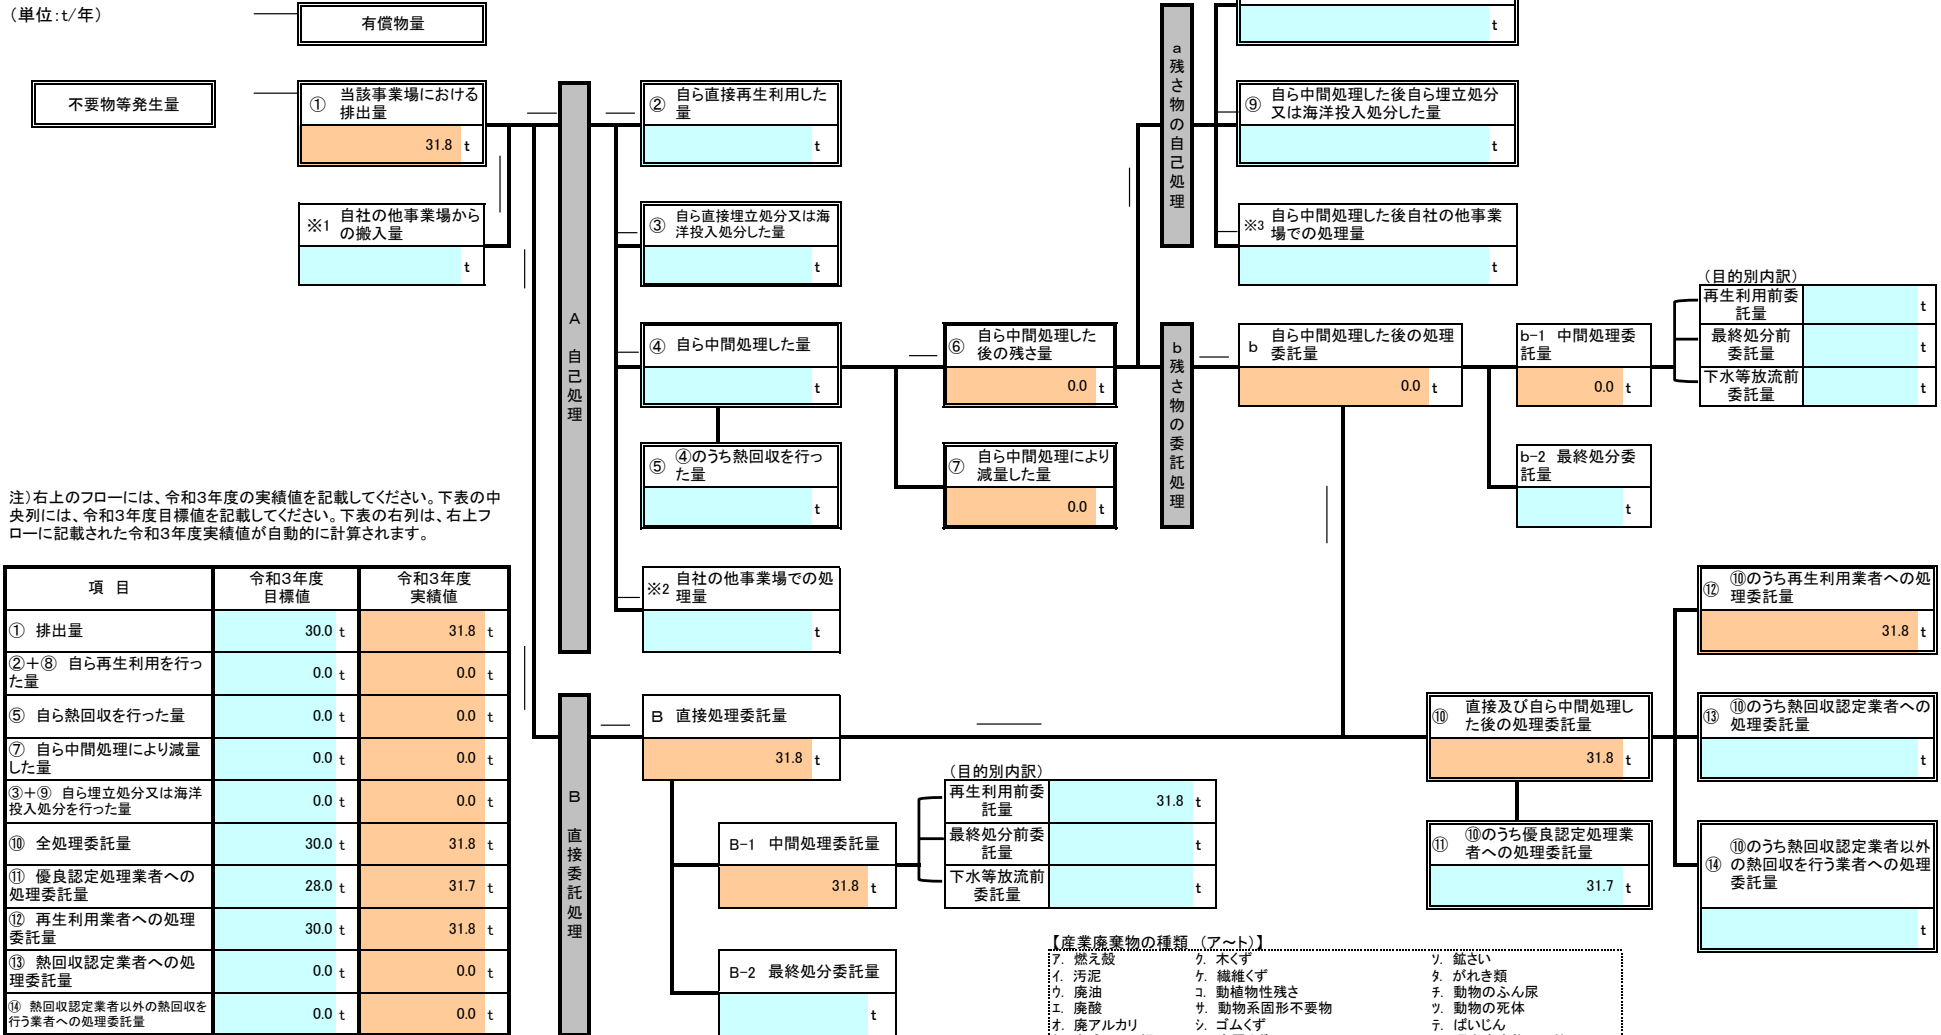 (単位:t/年)
有償物量
t
不要物等発生量
① 当該事業場における
排出量
31.8 t
※1 自社の他事業場から
の搬入量
t
A 自己処理
② 自ら直接再生利用した
量
t
③ 自ら直接埋立処分又は海
洋投入処分した量
t
④ 自ら中間処理した量
t
⑤ ④のうち熱回収を行っ
た量
t
※2 自社の他事業場での処
理量
t
⑥ 自ら中間処理した
後の残さ量
0.0 t
⑦ 自ら中間処理により
減量した量
0.0 t
a 残さ物の自己処理
⑨ 自ら中間処理した後自ら埋立処分
又は海洋投入処分した量
t
※3 自ら中間処理した後自社の他事業
場での処理量
t
b 残さ物の委託処理
b 自ら中間処理した後の処理
委託量
0.0 t
b-1 中間処理委
託量
0.0 t
b-2 最終処分委
託量
t
(目的別内訳)
再生利用前委
託量
t
最終処分前
委託量
t
下水等放流前
委託量
t
注)右上のフローには、令和3年度の実績値を記載してください。下表の中
央列には、令和3年度目標値を記載してください。下表の右列は、右上フ
ローに記載された令和3年度実績値が自動的に計算されます。
項 目 令和3年度
目標値 令和3年度
実績値
① 排出量 30.0 t 31.8 t
②+⑧ 自ら再生利用を行っ
た量 0.0 t 0.0 t
⑤ 自ら熱回収を行った量 0.0 t 0.0 t
⑦ 自ら中間処理により減量
した量 0.0 t 0.0 t
③+⑨ 自ら埋立処分又は海洋
投入処分を行った量 0.0 t 0.0 t
⑩ 全処理委託量 30.0 t 31.8 t
⑪ 優良認定処理業者への
処理委託量 28.0 t 31.7 t
⑫ 再生利用業者への処理
委託量 30.0 t 31.8 t
⑬ 熱回収認定業者への処
理委託量 0.0 t 0.0 t
⑭ 熱回収認定業者以外の熱回収を
行う業者への処理委託量 0.0 t 0.0 t
B 直接委託処理
B 直接処理委託量
31.8 t
B-1 中間処理委託量
31.8 t
B-2 最終処分委託量
t
(目的別内訳)
再生利用前委
託量
31.8 t
最終処分前委
託量
t
下水等放流前
委託量
t
⑩ 直接及び自ら中間処理し
た後の処理委託量
31.8 t
⑪ ⑩のうち優良認定処理業
者への処理委託量
31.7 t
⑫ ⑩のうち再生利用業者への処
理委託量
31.8 t
⑬ ⑩のうち熱回収認定業者への
処理委託量
t
⑭ ⑩のうち熱回収認定業者以外
の熱回収を行う業者への処理
委託量
t
【産業廃棄物の種類 (ア~ト)】
ア. 燃え殻 ク. 木くず ソ. 鉱さい
イ. 汚泥 ケ. 繊維くず タ. がれき類
ウ. 廃油 コ. 動植物性残さ チ. 動物のふん尿
エ. 廃酸 サ. 動物系固形不要物 ツ. 動物の死体
オ. 廃アルカリ シ. ゴムくず テ. ばいじん